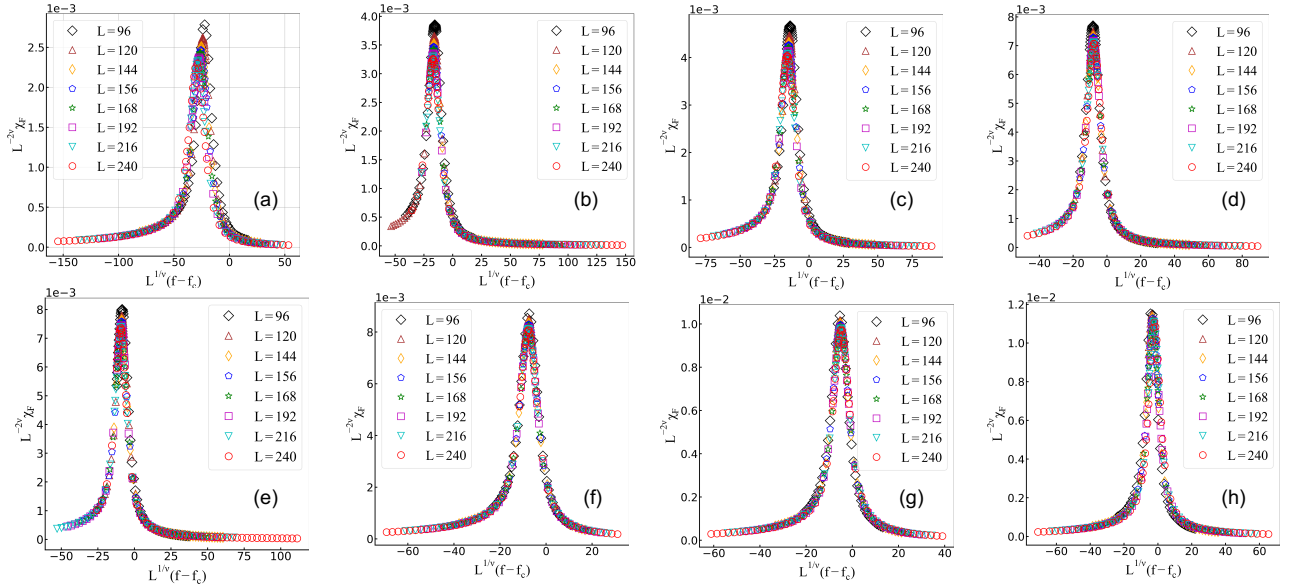 1e−3
2.5
2.0
1.5
1.0
0.5
0.0
L^{−2ν}χ_F
L=96
L=120
L=144
L=156
L=168
L=192
L=216
L=240
L=96
L=120
L=144
L=156
L=168
L=192
L=216
L=240
(a)
−150
−100
−50
0
50
L^{1/ν}(f−f_c)
1e−3
4.0
3.5
3.0
2.5
2.0
1.5
1.0
0.5
0.0
L^{−2ν}χ_F
L=96
L=120
L=144
L=156
L=168
L=192
L=216
L=240
(b)
−50
−25
0
25
50
75
100
125
150
L^{1/ν}(f−f_c)
1e−3
5
4
3
2
1
0
L^{−2ν}χ_F
L=96
L=120
L=144
L=156
L=168
L=192
L=216
L=240
(c)
−75
−50
−25
0
25
50
75
L^{1/ν}(f−f_c)
1e−3
8
7
6
5
4
3
2
1
0
L^{−2ν}χ_F
L=96
L=120
L=144
L=156
L=168
L=192
L=216
L=240
(d)
−40
−20
0
20
40
60
80
L^{1/ν}(f−f_c)
1e−3
8
7
6
5
4
3
2
1
0
L^{−2ν}χ_F
L=96
L=120
L=144
L=156
L=168
L=192
L=216
L=240
(e)
−50
−25
0
25
50
75
100
L^{1/ν}(f−f_c)
1e−3
8
6
4
2
0
L^{−2ν}χ_F
L=96
L=120
L=144
L=156
L=168
L=192
L=216
L=240
(f)
−60
−40
−20
0
20
L^{1/ν}(f−f_c)
1e−2
1.0
0.8
0.6
0.4
0.2
0.0
L^{−2ν}χ_F
L=96
L=120
L=144
L=156
L=168
L=192
L=216
L=240
(g)
−60
−40
−20
0
20
40
L^{1/ν}(f−f_c)
1e−2
1.2
1.0
0.8
0.6
0.4
0.2
0.0
L^{−2ν}χ_F
L=96
L=120
L=144
L=156
L=168
L=192
L=216
L=240
(h)
−60
−40
−20
0
20
40
60
L^{1/ν}(f−f_c)